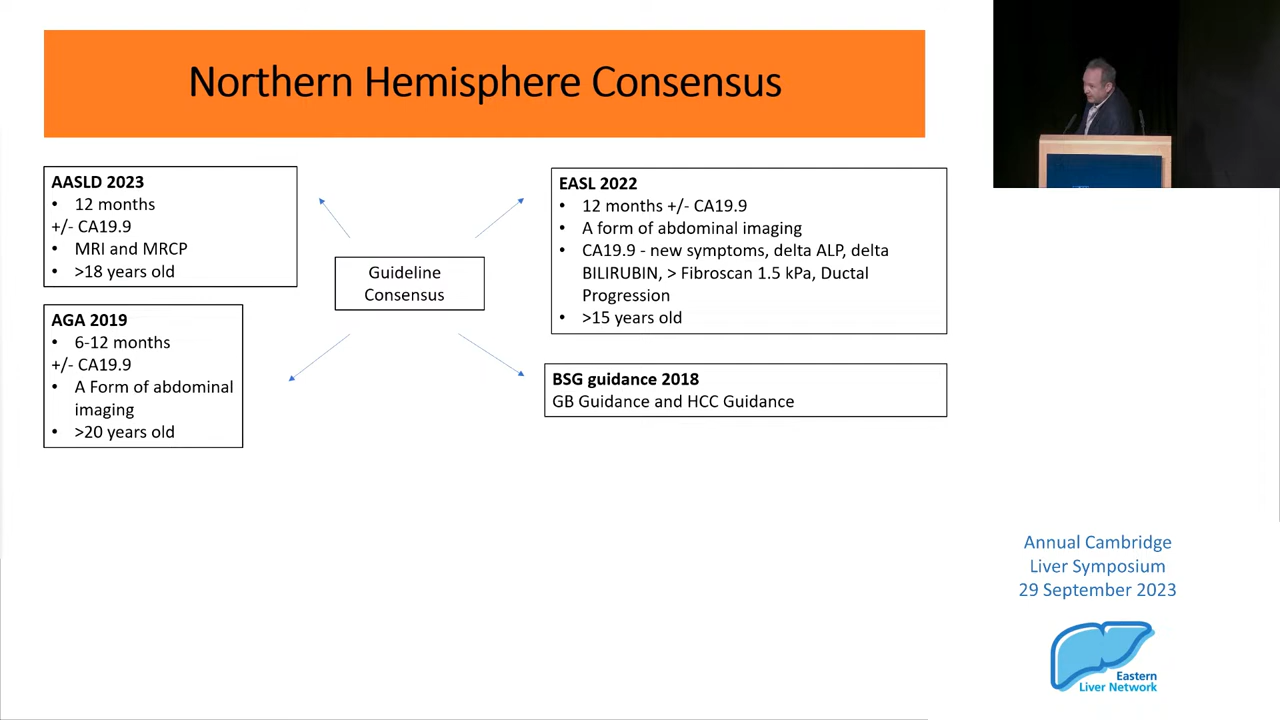 Northern Hemisphere Consensus
AASLD 2023
• 12 months
+/- CA19.9
• MRI and MRCP
• >18 years old
AGA 2019
• 6-12 months
+/- CA19.9
• A Form of abdominal
imaging
• >20 years old
Guideline
Consensus
EASL 2022
• 12 months +/- CA19.9
• A form of abdominal imaging
• CA19.9 - new symptoms, delta ALP, delta
BILIRUBIN, > Fibroscan 1.5 kPa, Ductal
Progression
• >15 years old
BSG guidance 2018
GB Guidance and HCC Guidance
Annual Cambridge
Liver Symposium
29 September 2023
Eastern
Liver Network